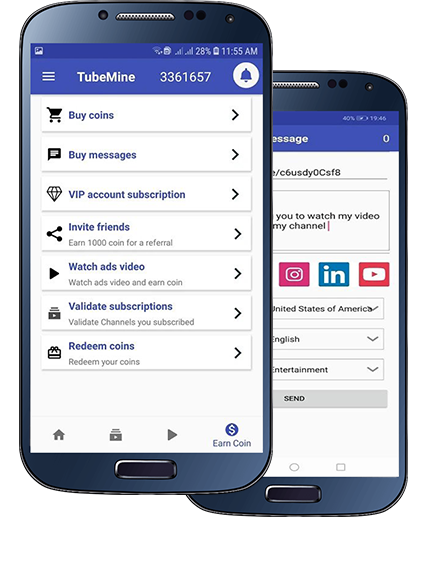 28% 11:55 AM
TubeMine 3361657
Buy coins
Buy messages
VIP account subscription
Invite friends
Earn 1000 coin for a referral
Watch ads video
Watch ads video and earn coin
Validate subscriptions
Validate Channels you subscribed
Redeem coins
Redeem your coins
Earn Coin
40% 19:46
essage 0
e/c6usdy0Csf8
you to watch my video
my channel
in
United States of America
English
Entertainment
SEND